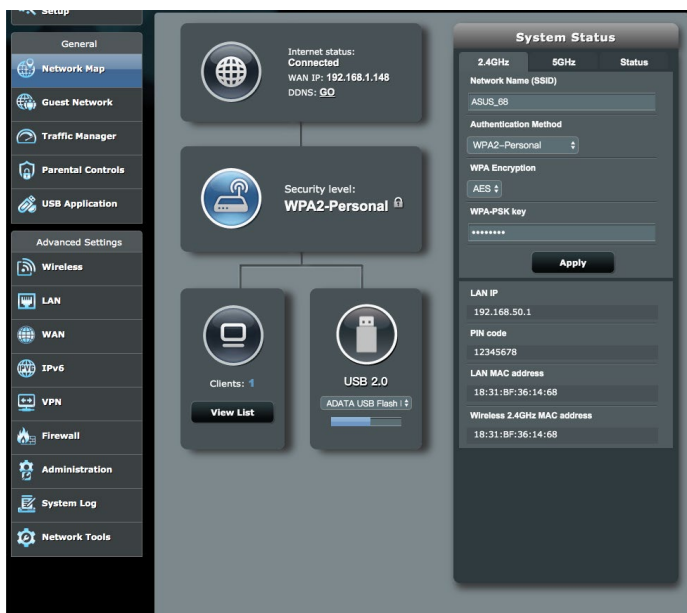 Setup
General
Network Map
Guest Network
Traffic Manager
Parental Controls
USB Application
Advanced Settings
Wireless
LAN
WAN
IPv6
VPN
Firewall
Administration
System Log
Network Tools
Internet status:
Connected
WAN IP: 192.168.1.148
DDNS: GO
Security level:
WPA2-Personal
Clients: 1
View List
USB 2.0
ADATA USB Flash
System Status
2.4GHz 5GHz Status
Network Name (SSID)
ASUS_68
Authentication Method
WPA2-Personal
WPA Encryption
AES
WPA-PSK key
••••••••
Apply
LAN IP
192.168.50.1
PIN code
12345678
LAN MAC address
18:31:BF:36:14:68
Wireless 2.4GHz MAC address
18:31:BF:36:14:68